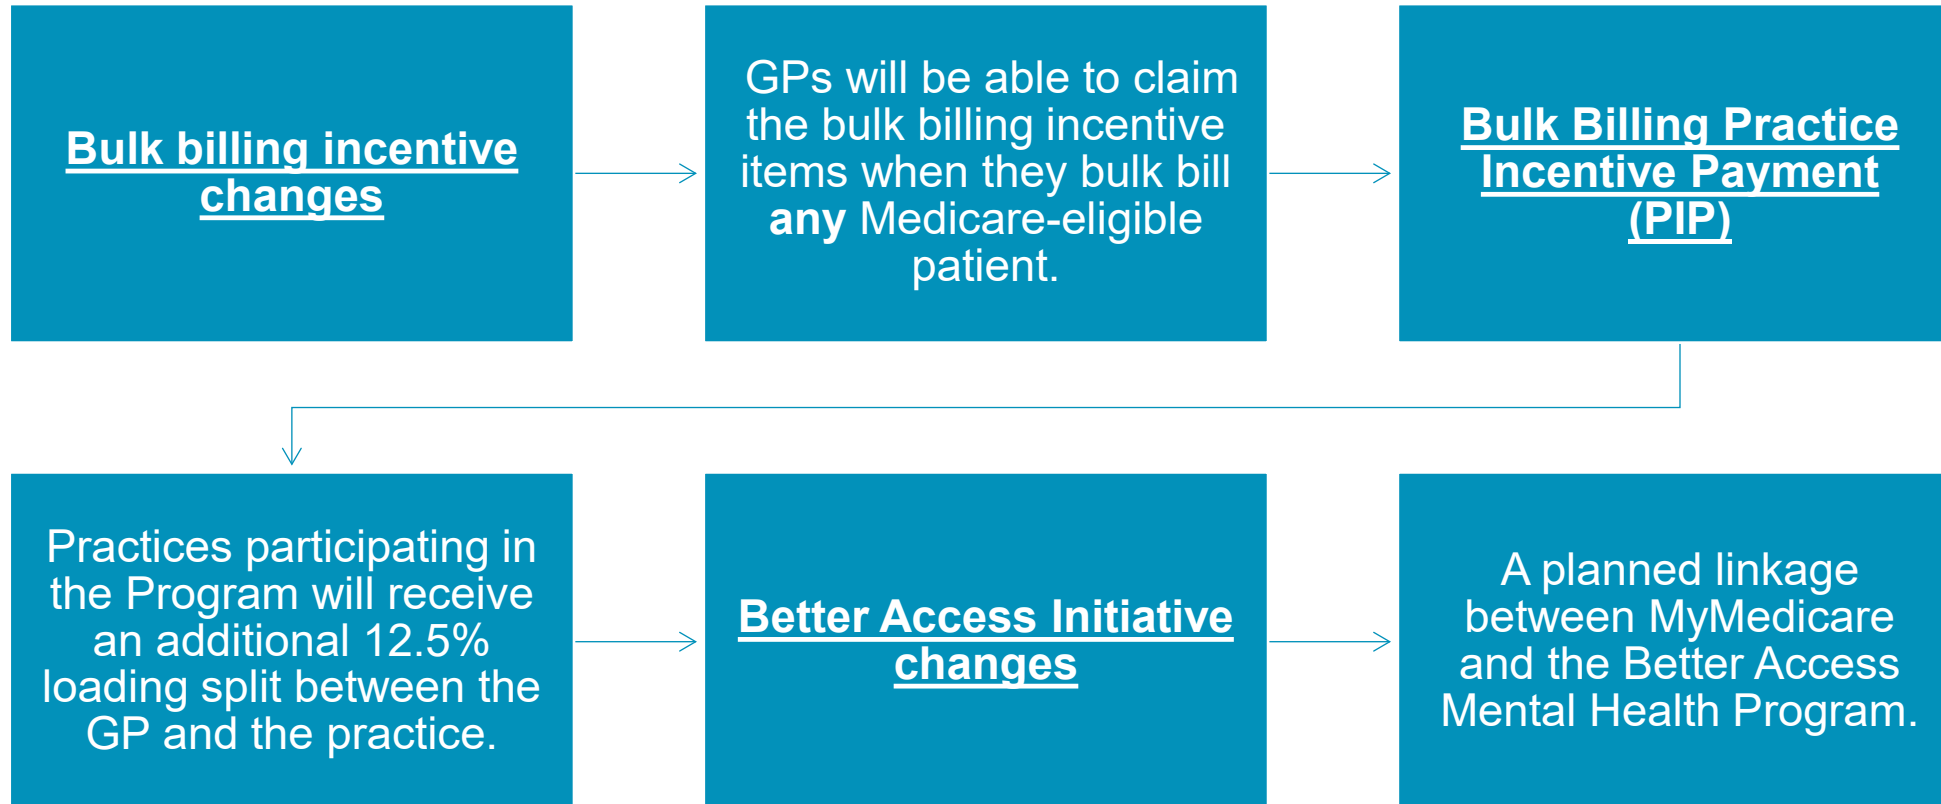 Bulk billing incentive
changes
GPs will be able to claim
the bulk billing incentive
items when they bulk bill
any Medicare-eligible
patient.
Bulk Billing Practice
Incentive Payment
(PIP)
Practices participating in
the Program will receive
an additional 12.5%
loading split between the
GP and the practice.
Better Access Initiative
changes
A planned linkage
between MyMedicare
and the Better Access
Mental Health Program.